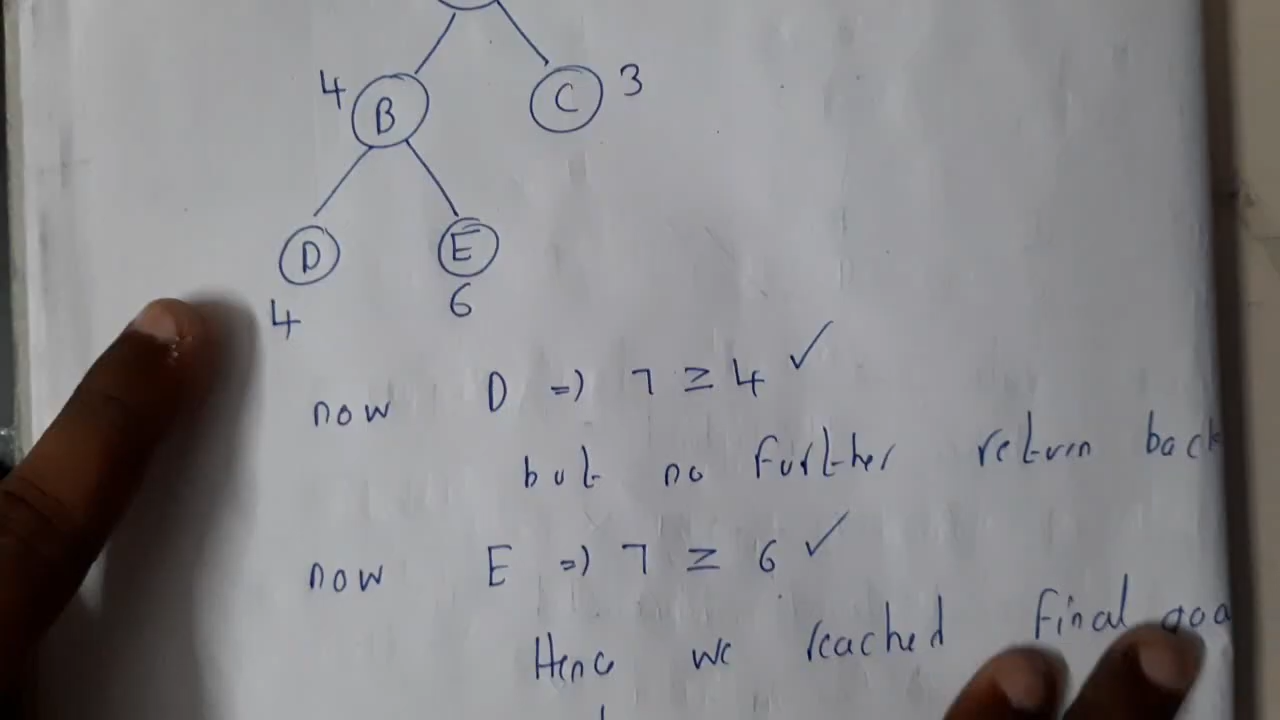 4 B C 3
D E
4 6
now D => 7 ≥ 4 ✓
but no further return back
now E => 7 ≥ 6 ✓
Hence we reached final